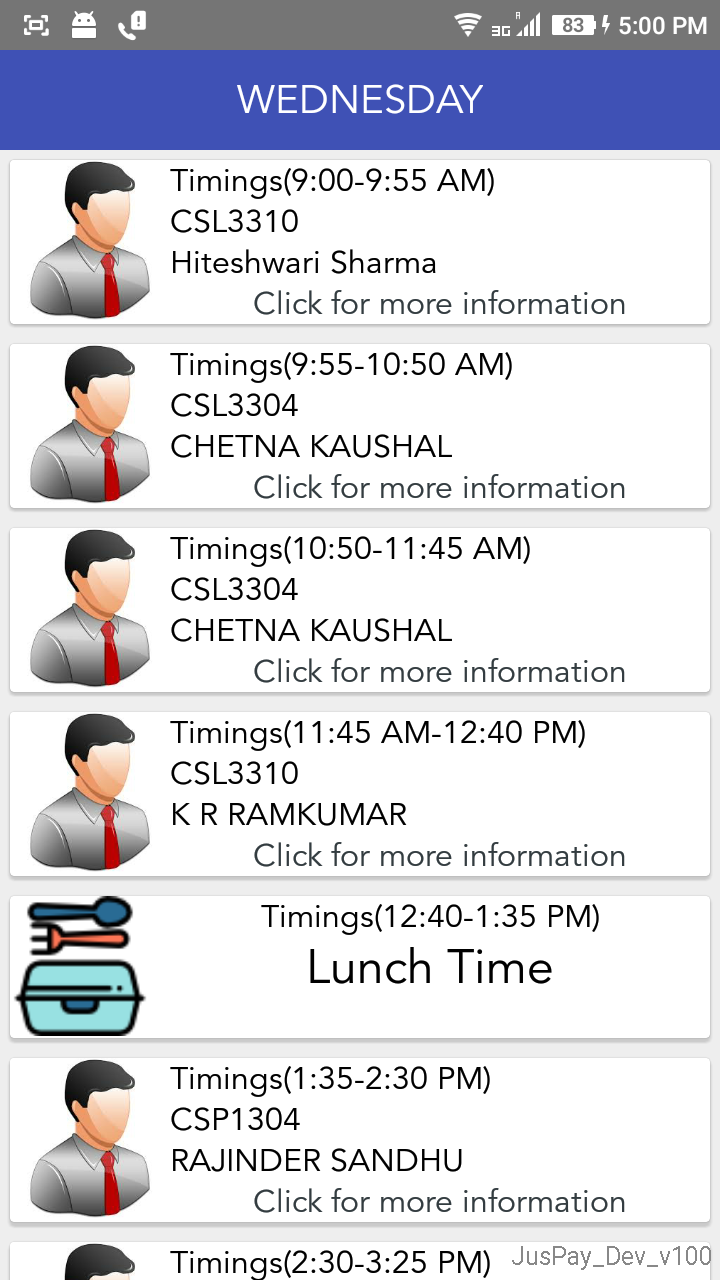 3G R 83 5:00 PM
WEDNESDAY
Timings(9:00-9:55 AM)
CSL3310
Hiteshwari Sharma
Click for more information
Timings(9:55-10:50 AM)
CSL3304
CHETNA KAUSHAL
Click for more information
Timings(10:50-11:45 AM)
CSL3304
CHETNA KAUSHAL
Click for more information
Timings(11:45 AM-12:40 PM)
CSL3310
K R RAMKUMAR
Click for more information
Timings(12:40-1:35 PM)
Lunch Time
Timings(1:35-2:30 PM)
CSP1304
RAJINDER SANDHU
Click for more information
Timings(2:30-3:25 PM)
JusPay_Dev_v100